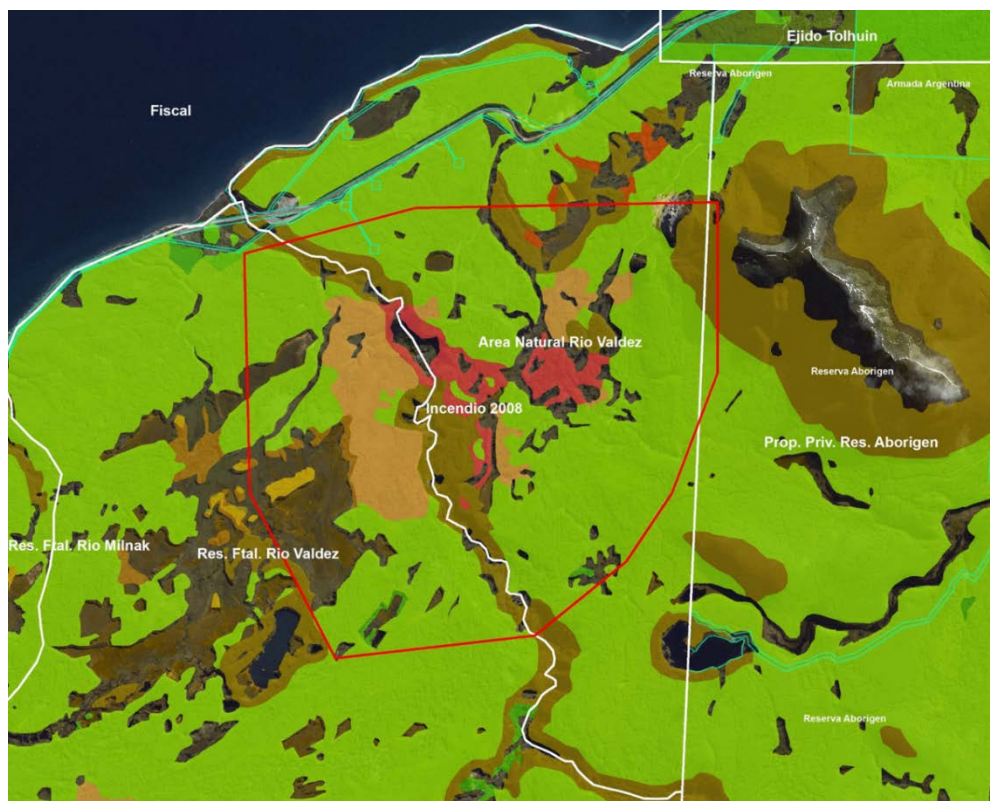 Ejido Tolhuin
Reserva Aborigen
Armada Argentina
Fiscal
Area Natural Rio Valdez
Reserva Aborigen
Incendio 2008
Prop. Priv. Res. Aborigen
Res. Ftal. Rio Milnak
Res. Ftal. Rio Valdez
Reserva Aborigen